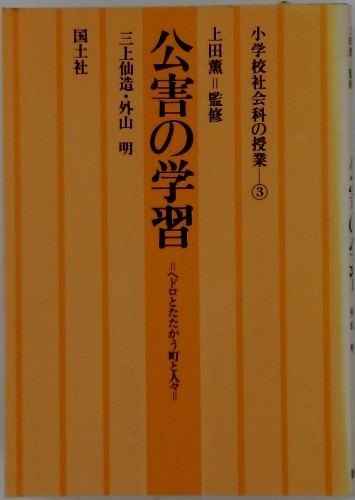 小学校社会科の授業―③
上田薫＝監修
公害の学習
＝ヘドロとたたかう町と人々＝
三上仙造・外山 明
国土社